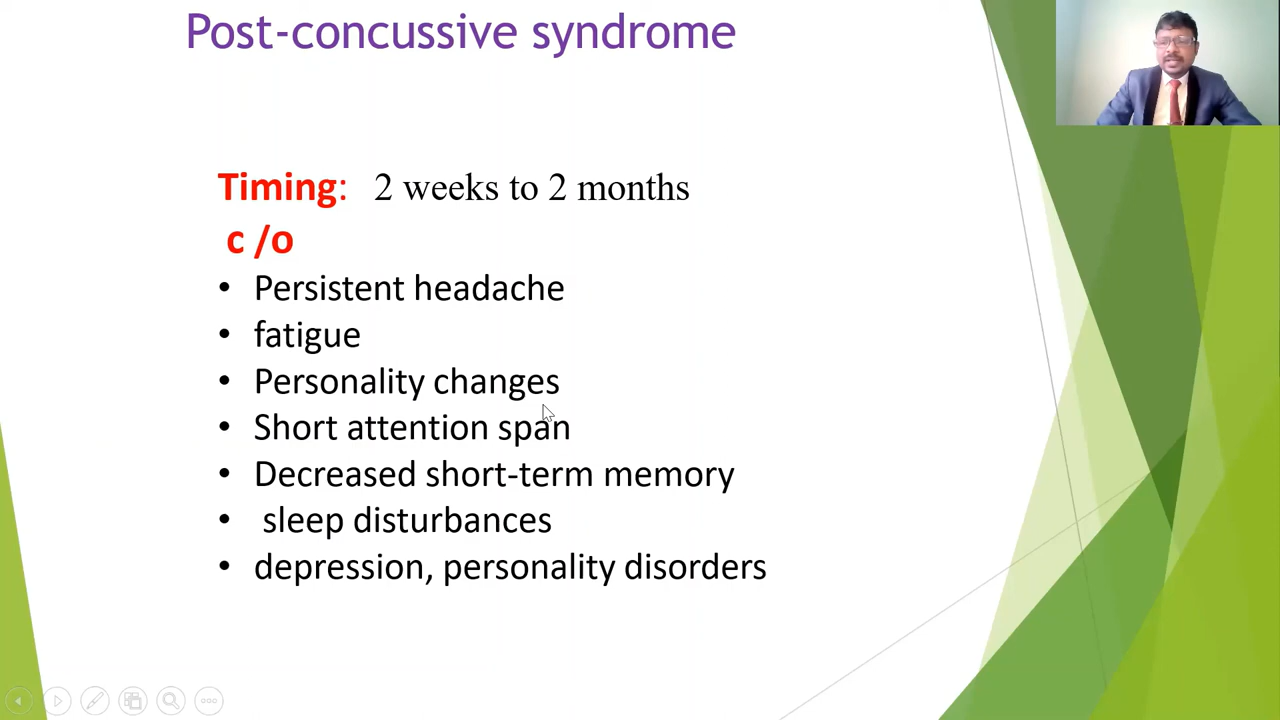 Post-concussive syndrome
Timing: 2 weeks to 2 months
c /o
• Persistent headache
• fatigue
• Personality changes
• Short attention span
• Decreased short-term memory
• sleep disturbances
• depression, personality disorders